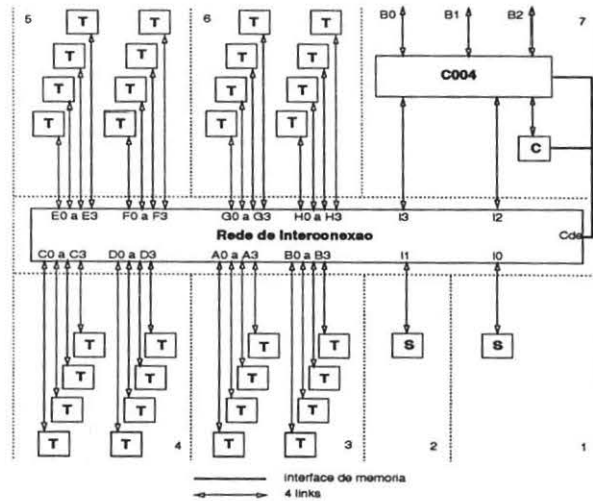 5
6
B0 B1 B2
7
T T T T
T T T T
C004
T T T T
T T T T
C
E0 a E3 F0 a F3 G0 a G3 H0 a H3 I3 I2
Rede de Interconexao
Cde
C0 a C3 D0 a D3 A0 a A3 B0 a B3 I1 I0
T T T T
S S
T T T T
T T T T
T T T T
4 3 2 1
interface de memoria
4 links